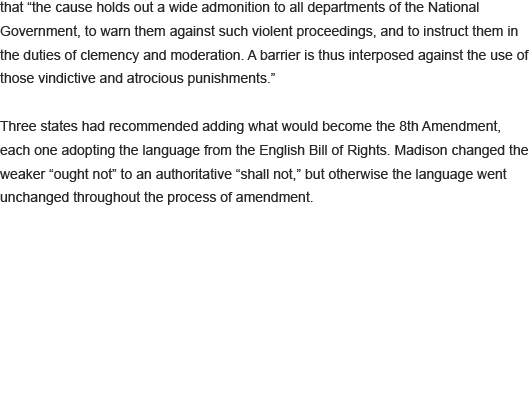 that “the cause holds out a wide admonition to all departments of the National
Government, to warn them against such violent proceedings, and to instruct them in
the duties of clemency and moderation. A barrier is thus interposed against the use of
those vindictive and atrocious punishments.”
Three states had recommended adding what would become the 8th Amendment,
each one adopting the language from the English Bill of Rights. Madison changed the
weaker “ought not” to an authoritative “shall not,” but otherwise the language went
unchanged throughout the process of amendment.